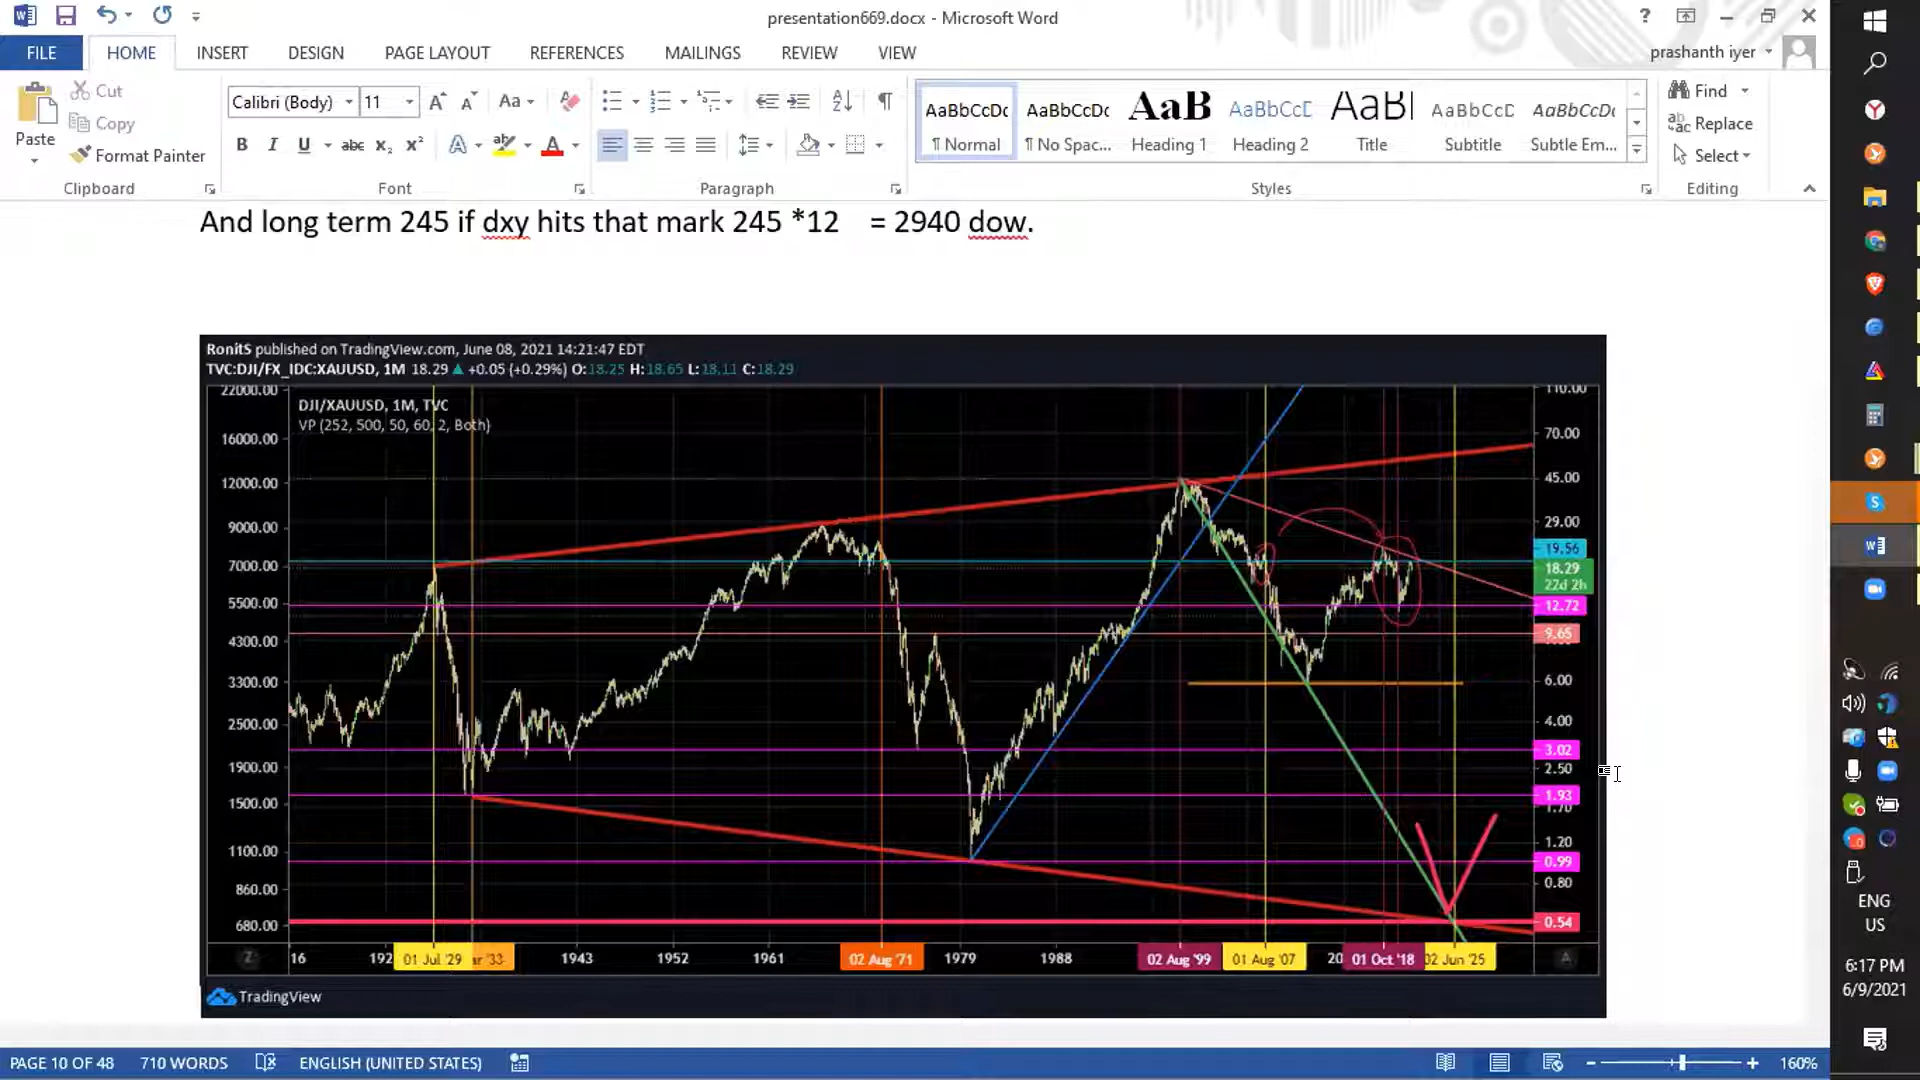 presentation669.docx - Microsoft Word
FILE HOME INSERT DESIGN PAGE LAYOUT REFERENCES MAILINGS REVIEW VIEW
prashanth iyer
Paste
Cut
Copy
Format Painter
Clipboard
Calibri (Body) 11
Font
Paragraph
AaBbCcDc
¶ Normal
AaBbCcDc
¶ No Spac...
AaB
Heading 1
AaBbCcE
Heading 2
AaBl
Title
AaBbCcD
Subtitle
AaBbCcDc
Subtle Em...
Styles
Find
Replace
Select
Editing
And long term 245 if dxy hits that mark 245 *12 = 2940 dow.
RonitS published on TradingView.com, June 08, 2021 14:21:47 EDT
TVC:DJI/FX_IDC:XAUUSD, 1M 18.29 ▲ +0.05 (+0.29%) O:18.25 H:18.65 L:18.11 C:18.29
DJI/XAUUSD, 1M, TVC
VP (252, 500, 50, 60, 2, Both)
22000.00
16000.00
12000.00
9000.00
7000.00
5500.00
4300.00
3300.00
2500.00
1900.00
1500.00
1100.00
860.00
680.00
110.00
70.00
45.00
29.00
19.56
18.29
22d 2h
12.72
9.65
6.00
4.00
3.02
2.50
1.93
1.70
1.20
0.99
0.80
0.54
Z 16 192 01 Jul '29 ar '33 1943 1952 1961 02 Aug '71 1979 1988 02 Aug '99 01 Aug '07 20 01 Oct '18 02 Jun '25 A
TradingView
ENG
US
6:17 PM
6/9/2021
PAGE 10 OF 48 710 WORDS ENGLISH (UNITED STATES) 160%